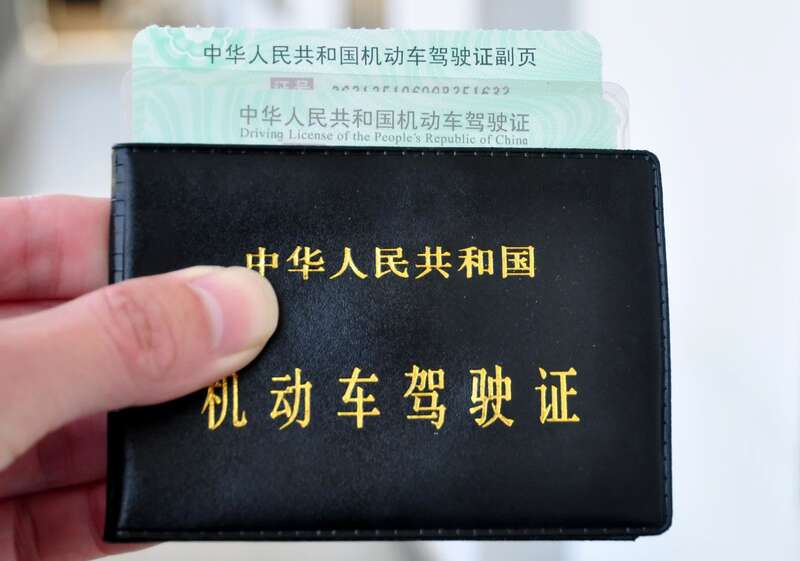 中华人民共和国机动车驾驶证副页
证号
中华人民共和国机动车驾驶证
Driving License of the People's Republic of China
中华人民共和国
机动车驾驶证